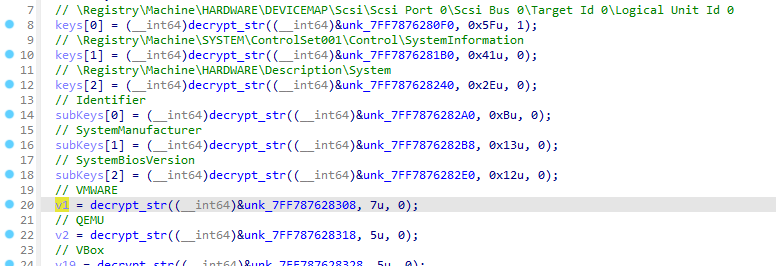 7 // \Registry\Machine\HARDWARE\DEVICEMAP\Scsi\Scsi Port 0\Scsi Bus 0\Target Id 0\Logical Unit Id 0
8 keys[0] = (__int64)decrypt_str((__int64)&unk_7FF7876280F0, 0x5Fu, 1);
9 // \Registry\Machine\SYSTEM\ControlSet001\Control\SystemInformation
10 keys[1] = (__int64)decrypt_str((__int64)&unk_7FF7876281B0, 0x41u, 0);
11 // \Registry\Machine\HARDWARE\Description\System
12 keys[2] = (__int64)decrypt_str((__int64)&unk_7FF787628240, 0x2Eu, 0);
13 // Identifier
14 subKeys[0] = (__int64)decrypt_str((__int64)&unk_7FF7876282A0, 0xBu, 0);
15 // SystemManufacturer
16 subKeys[1] = (__int64)decrypt_str((__int64)&unk_7FF7876282B8, 0x13u, 0);
17 // SystemBiosVersion
18 subKeys[2] = (__int64)decrypt_str((__int64)&unk_7FF7876282E0, 0x12u, 0);
19 // VMWARE
20 v1 = decrypt_str((__int64)&unk_7FF787628308, 7u, 0);
21 // QEMU
22 v2 = decrypt_str((__int64)&unk_7FF787628318, 5u, 0);
23 // VBox
24 v19 = decrypt_str((__int64)&unk_7FF787628328, 5u, 0);